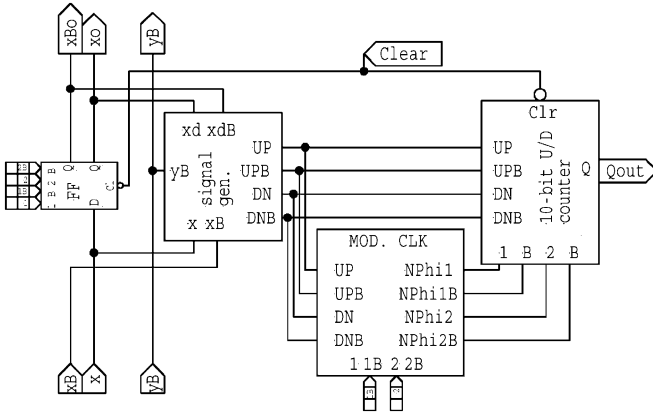 xBo
xo
yB
Clear
Clr
xd xdB
yB
signal gen.
x xB
UP
UPB
DN
DNB
UP
UPB
DN
DNB
10-bit U/D counter
Q
Qout
1 B 2 B
Q
Q
FF
D
1 B 2 B
MOD. CLK
UP
UPB
DN
DNB
NPhi1
NPhi1B
NPhi2
NPhi2B
1 1B 2 2B
xB
x
yB